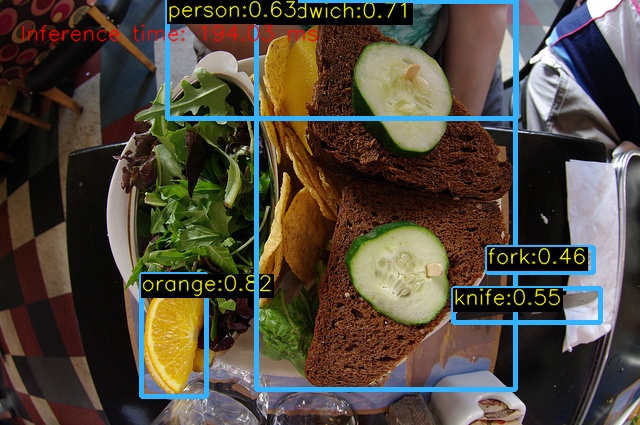 person:0.63
dwich:0.71
Inference time: 194.03 ms
fork:0.46
orange:0.82
knife:0.55